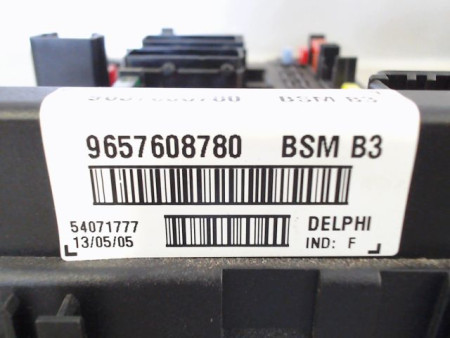 9657608780 BSM B3
54071777 DELPHI
13/05/05 IND: F